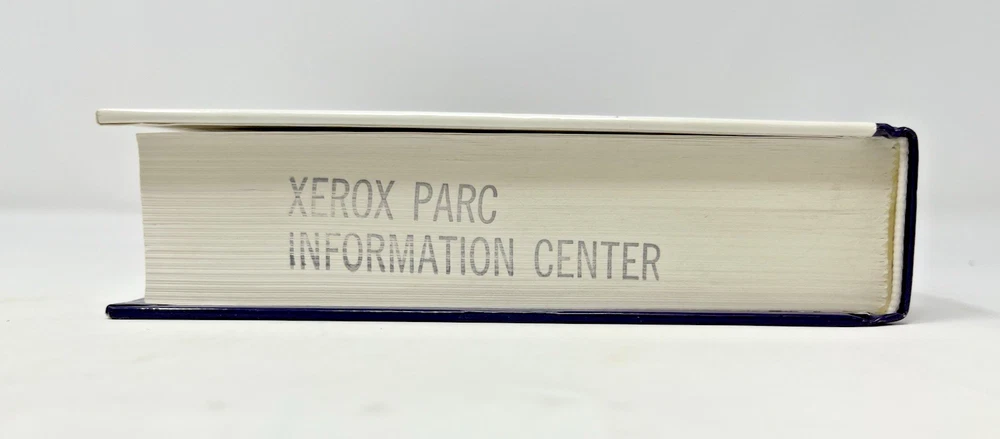 XEROX PARC
INFORMATION CENTER